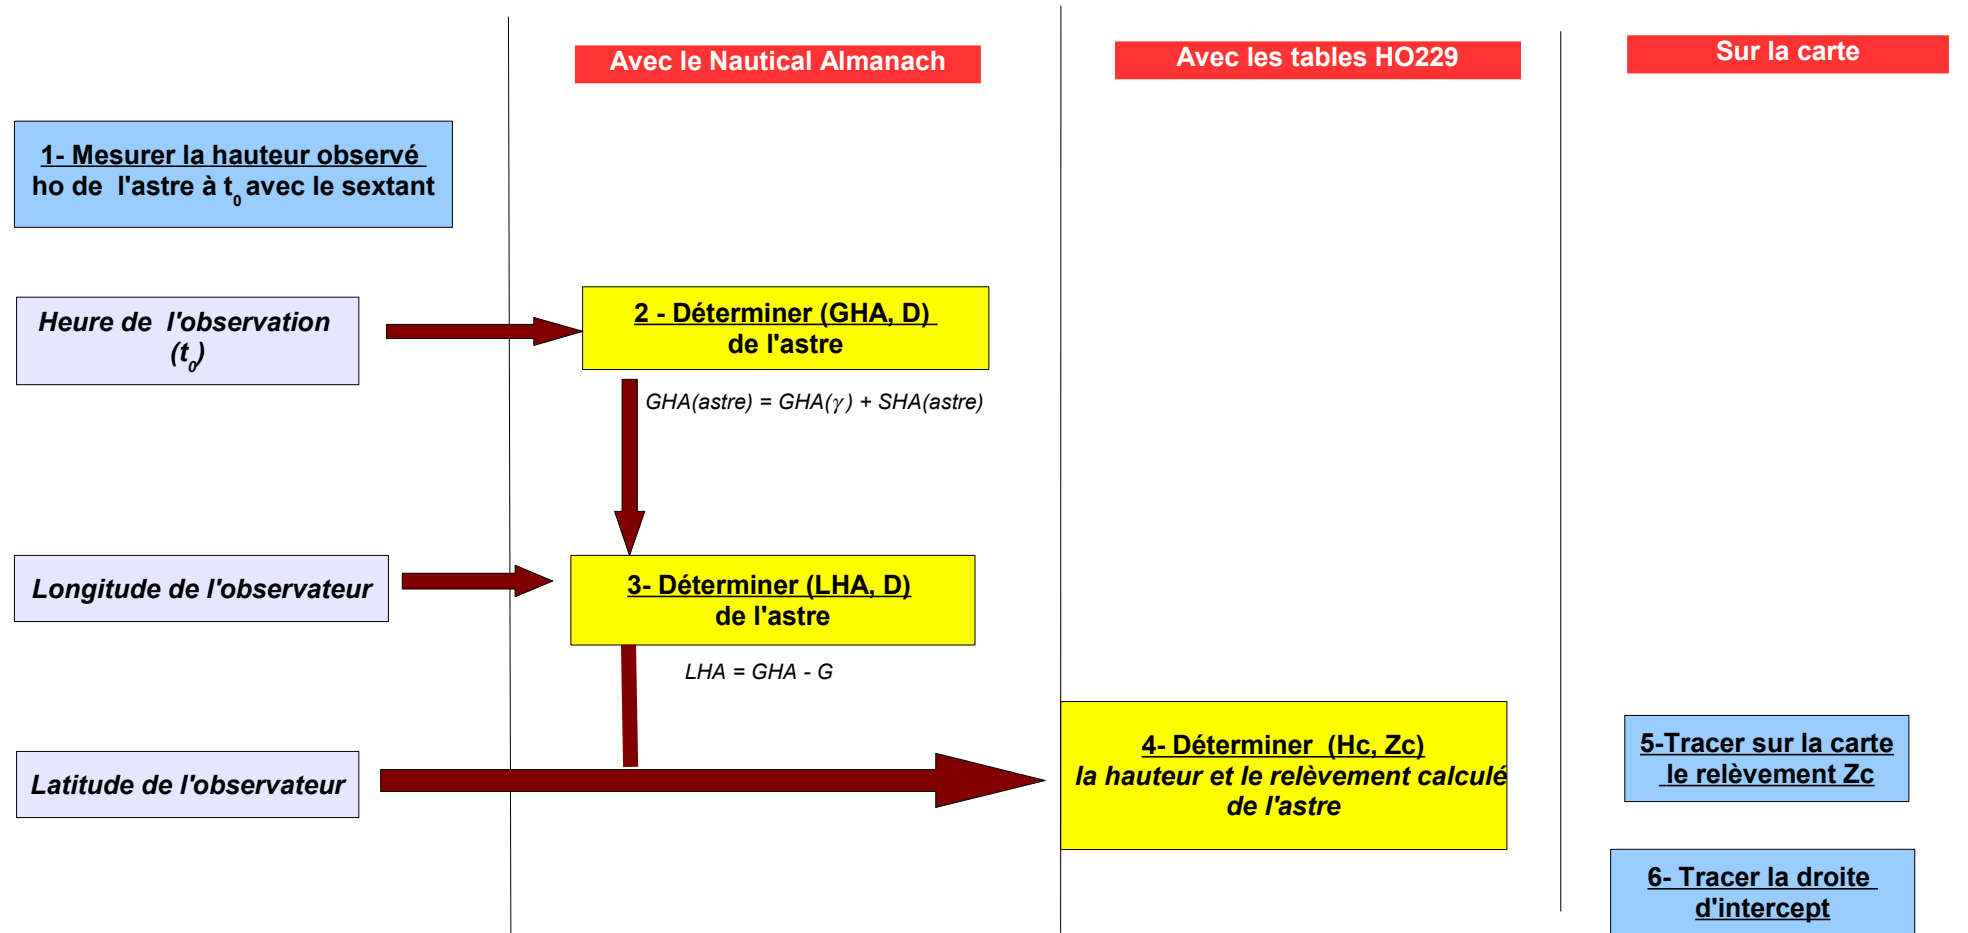 Avec le Nautical Almanach
Avec les tables HO229
Sur la carte
1- Mesurer la hauteur observé
ho de l'astre à t0 avec le sextant
Heure de l'observation
(t0)
2 - Déterminer (GHA, D)
de l'astre
GHA(astre) = GHA(γ) + SHA(astre)
Longitude de l'observateur
3- Déterminer (LHA, D)
de l'astre
LHA = GHA - G
Latitude de l'observateur
4- Déterminer (Hc, Zc)
la hauteur et le relèvement calculé
de l'astre
5-Tracer sur la carte
le relèvement Zc
6- Tracer la droite
d'intercept